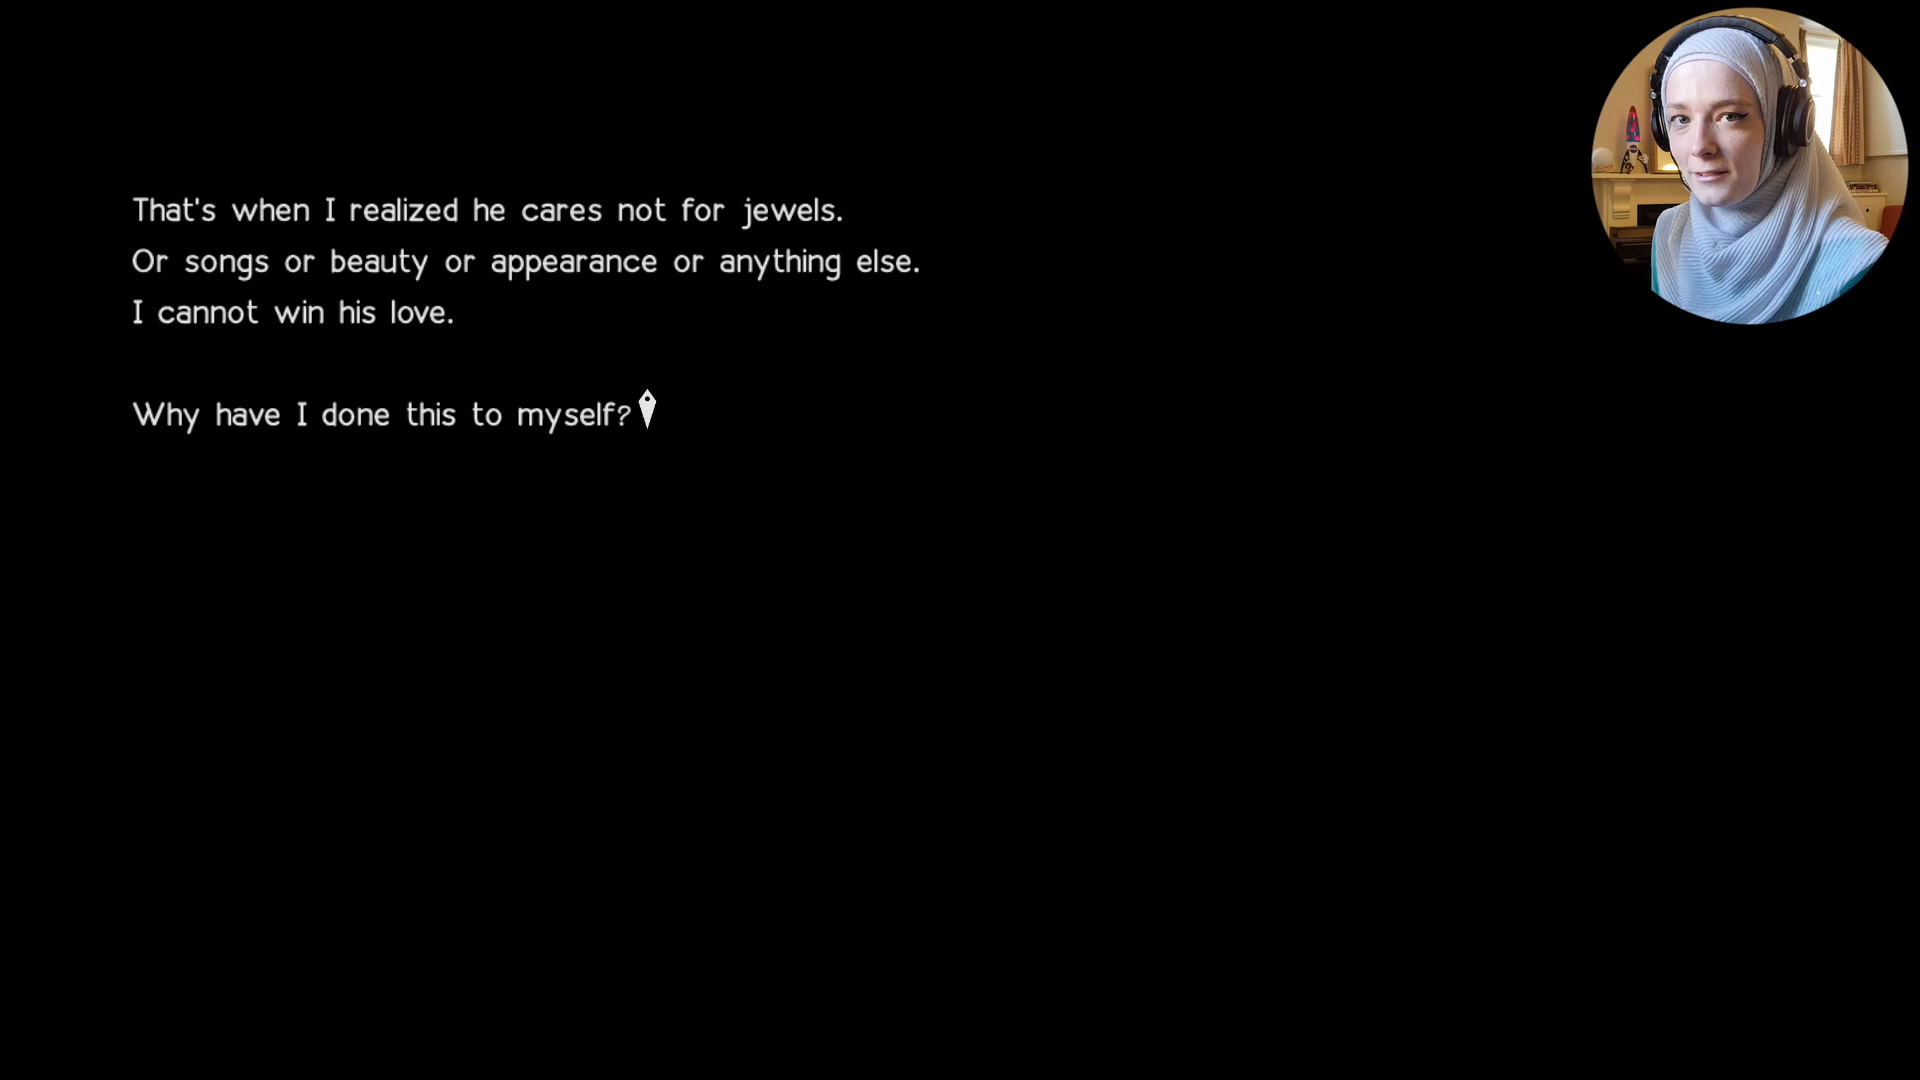 That's when I realized he cares not for jewels.
Or songs or beauty or appearance or anything else.
I cannot win his love.
Why have I done this to myself?